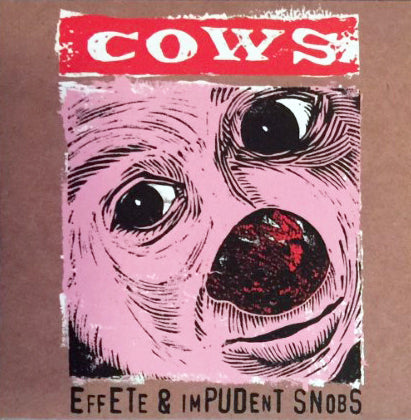 COWS
EffETe & imPUDeNT SNobS